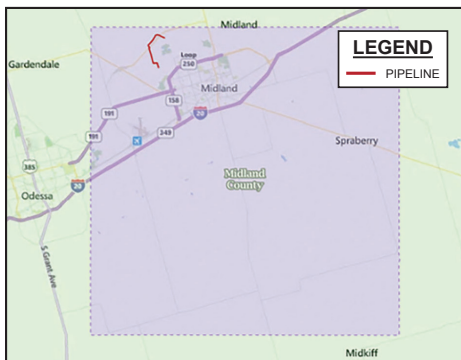 Midland
LEGEND
PIPELINE
Gardendale
Loop
250
Midland
191
158
20
191
349
Spraberry
385
20
Midland
County
Odessa
S Grant Ave
Midkiff